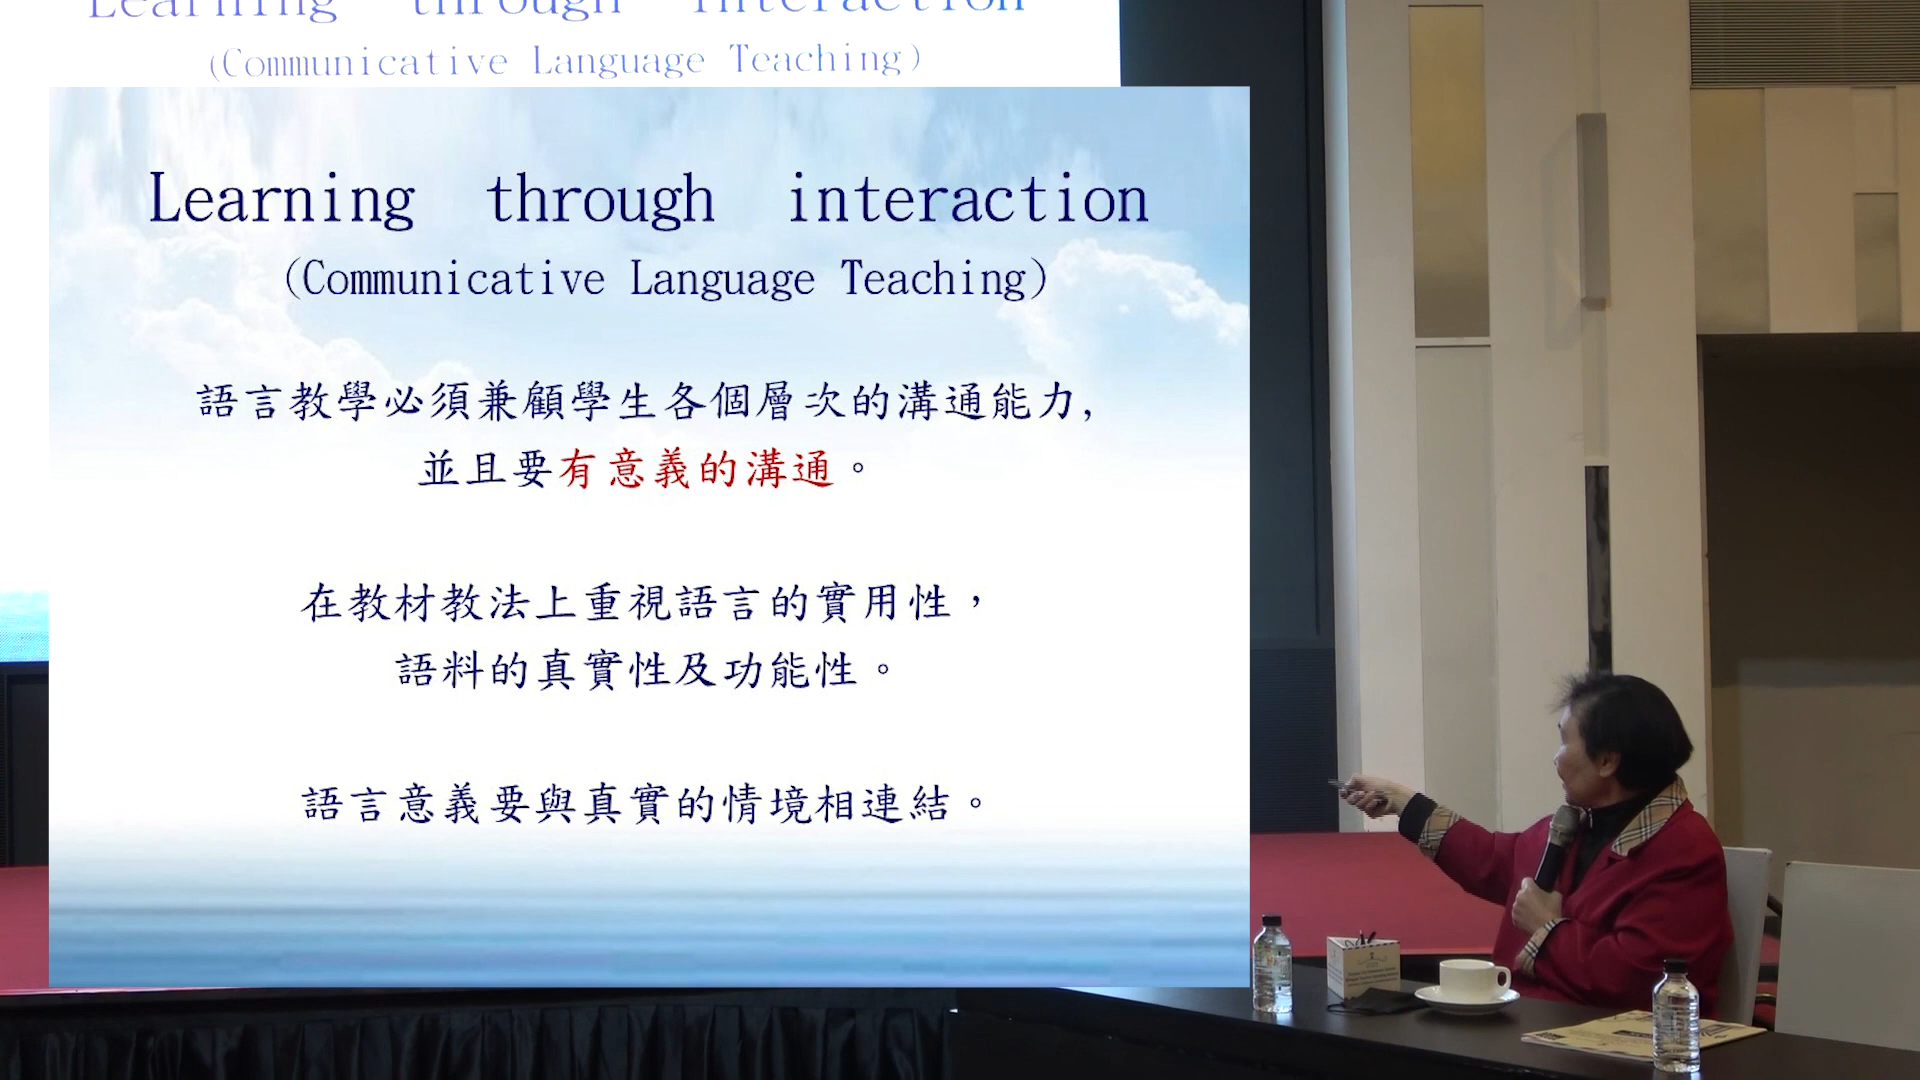 Learning through interaction
(Communicative Language Teaching)
Learning through interaction
(Communicative Language Teaching)
語言教學必須兼顧學生各個層次的溝通能力,
並且要有意義的溝通。
在教材教法上重視語言的實用性，
語料的真實性及功能性。
語言意義要與真實的情境相連結。